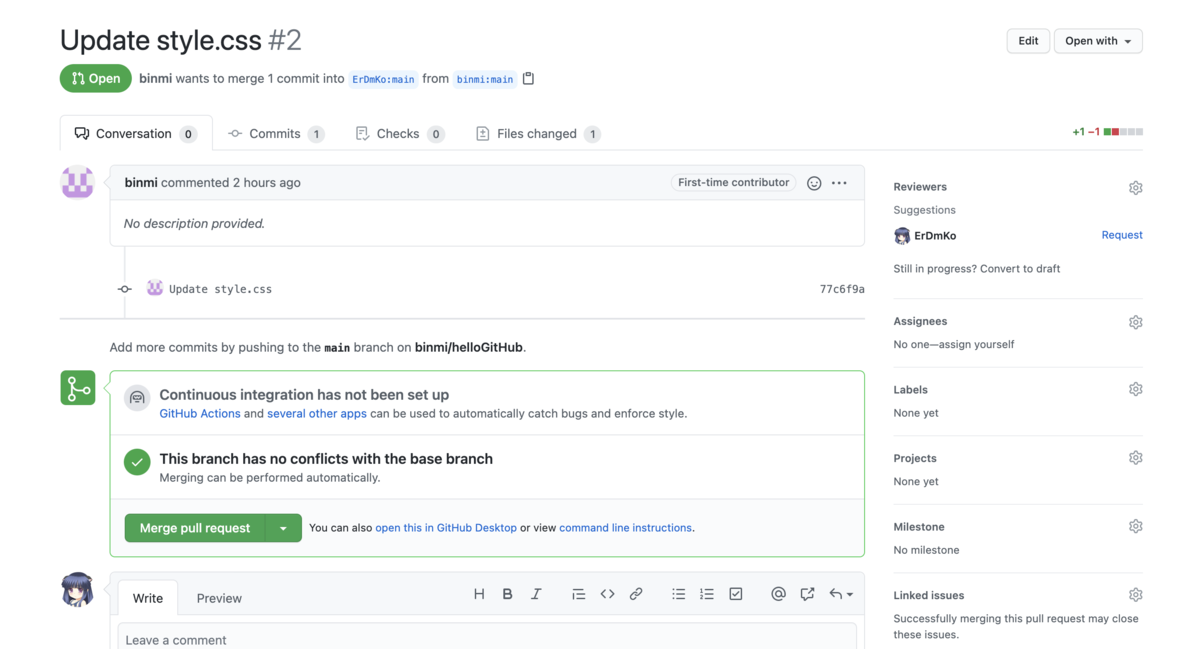 Update style.css #2
Edit
Open with
Open
binmi wants to merge 1 commit into ErDmKo:main from binmi:main
Conversation 0
Commits 1
Checks 0
Files changed 1
+1 −1
binmi commented 2 hours ago
First-time contributor
No description provided.
Update style.css
77c6f9a
Add more commits by pushing to the main branch on binmi/helloGitHub.
Continuous integration has not been set up
GitHub Actions and several other apps can be used to automatically catch bugs and enforce style.
This branch has no conflicts with the base branch
Merging can be performed automatically.
Merge pull request
You can also open this in GitHub Desktop or view command line instructions.
Write
Preview
Leave a comment
Reviewers
Suggestions
ErDmKo
Request
Still in progress? Convert to draft
Assignees
No one—assign yourself
Labels
None yet
Projects
None yet
Milestone
No milestone
Linked issues
Successfully merging this pull request may close
these issues.